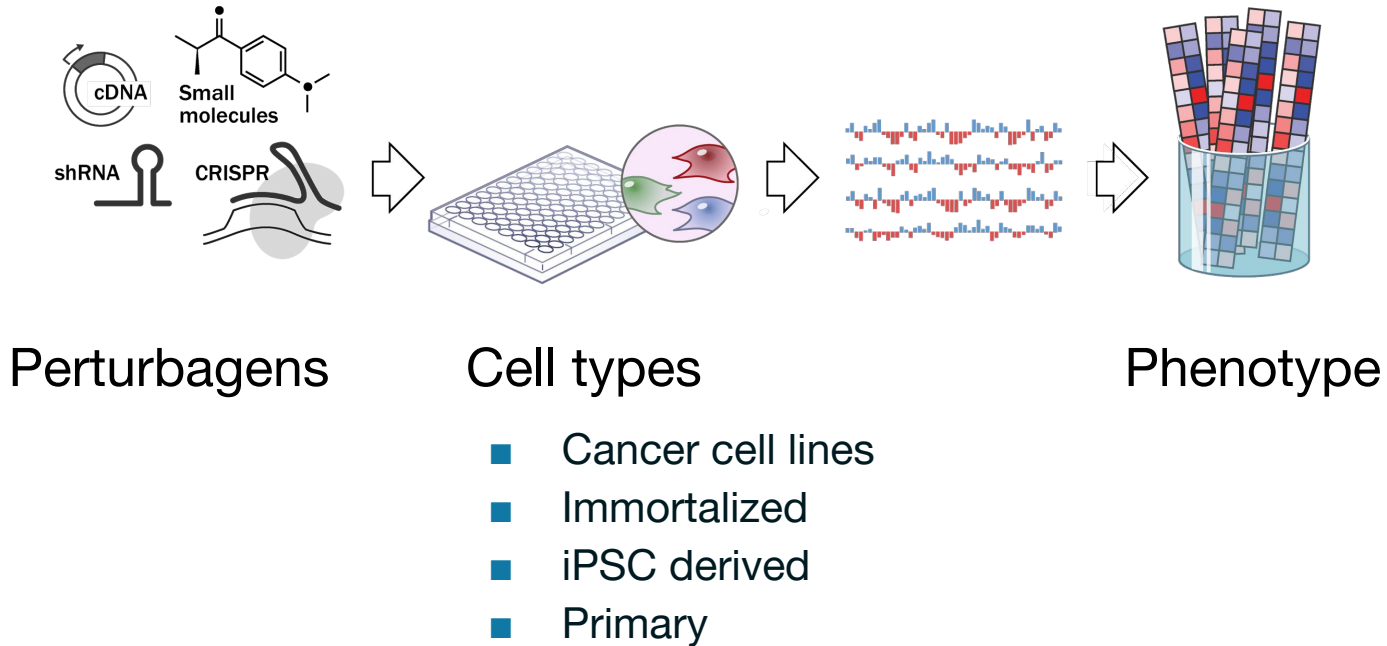 cDNA
Small
molecules
shRNA
CRISPR
Perturbagens
Cell types
Phenotype
Cancer cell lines
Immortalized
iPSC derived
Primary